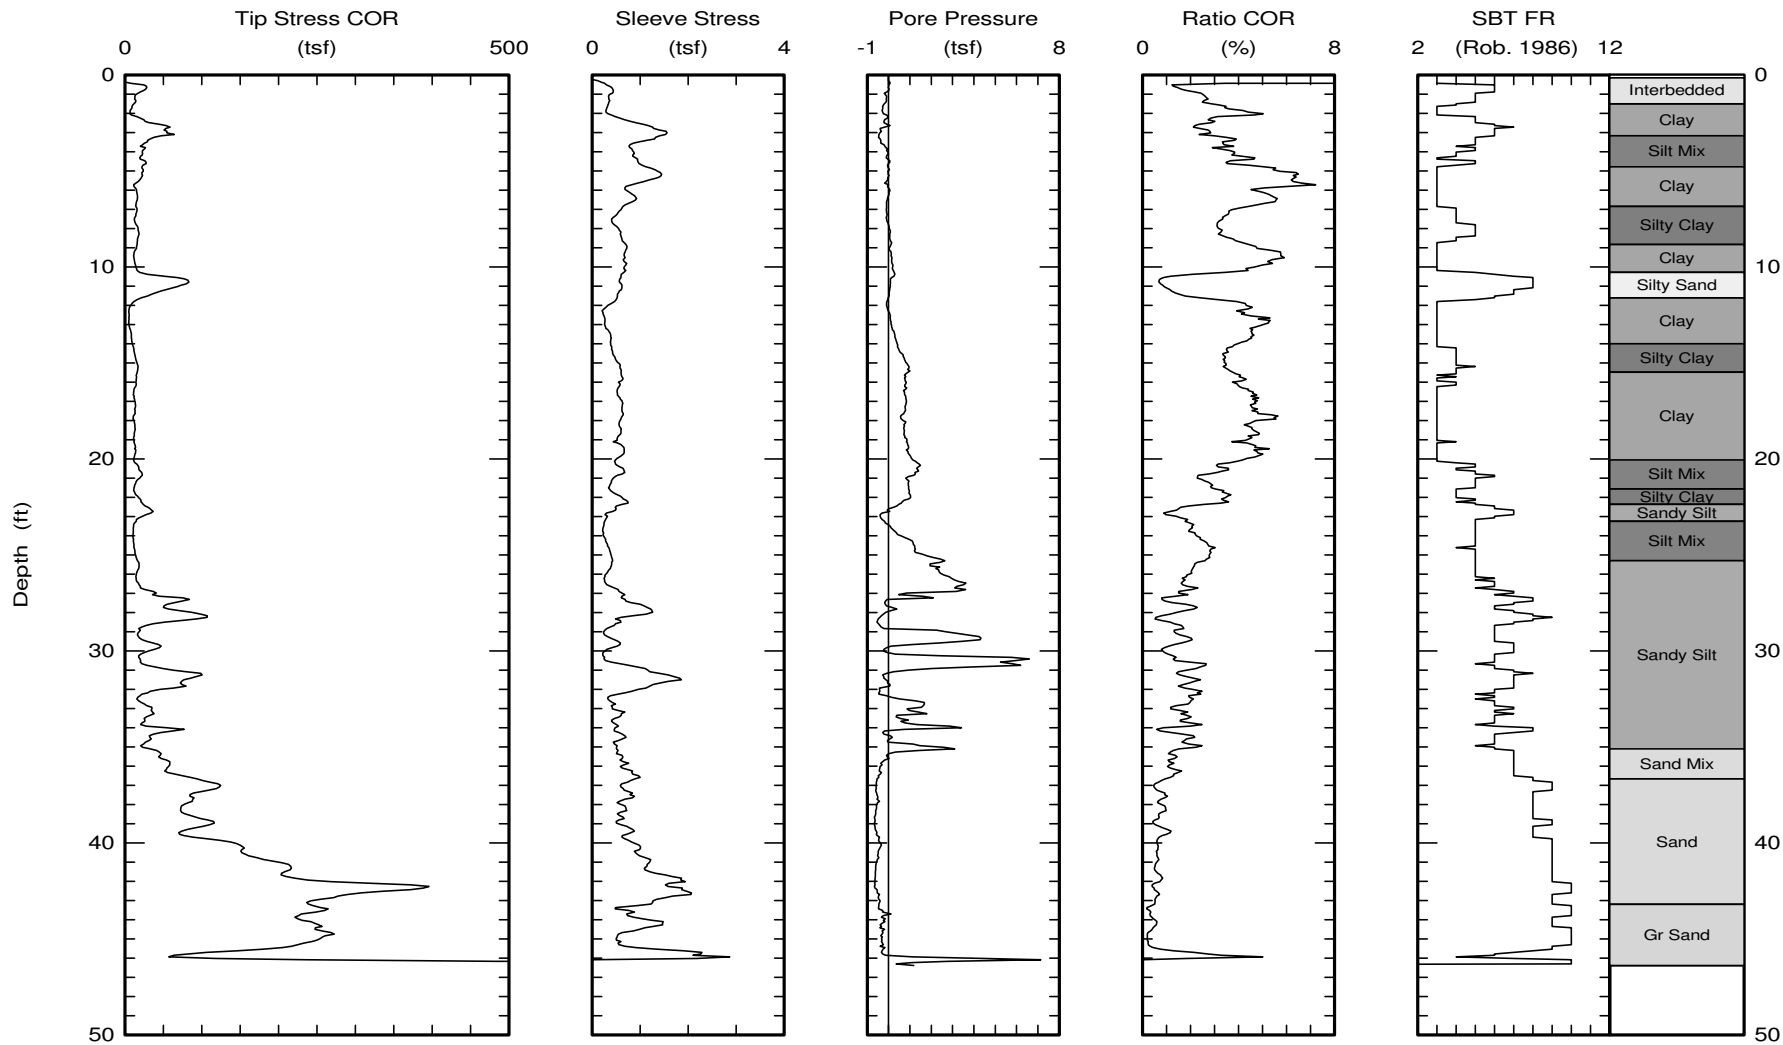 Tip Stress COR
(tsf)
0 500
Sleeve Stress
(tsf)
0 4
Pore Pressure
(tsf)
-1 8
Ratio COR
(%)
0 8
SBT FR
(Rob. 1986)
2 12
Depth (ft)
0
10
20
30
40
50
Interbedded
Clay
Silt Mix
Clay
Silty Clay
Clay
Silty Sand
Clay
Silty Clay
Clay
Silt Mix
Silty Clay
Sandy Silt
Silt Mix
Sandy Silt
Sand Mix
Sand
Gr Sand
0
10
20
30
40
50